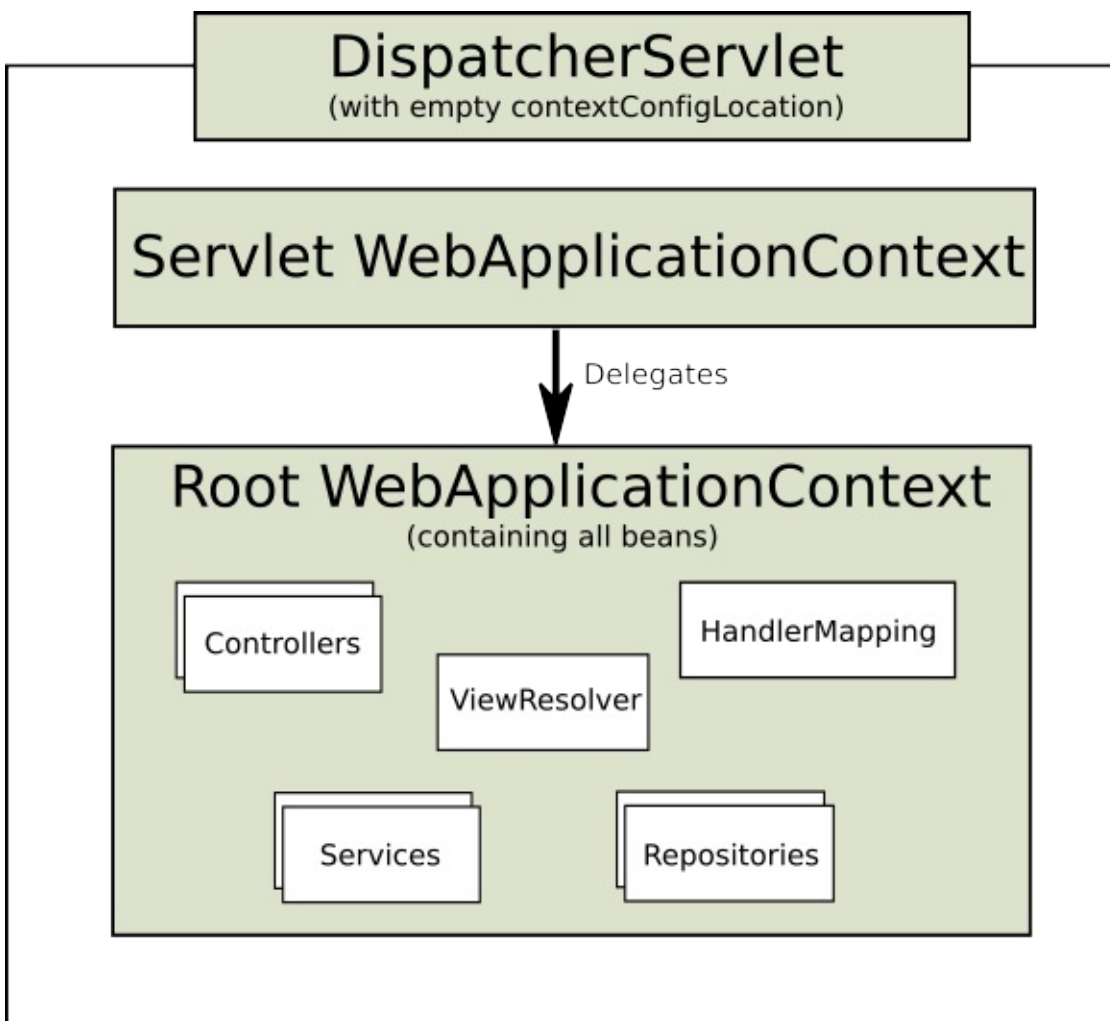 DispatcherServlet
(with empty contextConfigLocation)
Servlet WebApplicationContext
Delegates
Root WebApplicationContext
(containing all beans)
Controllers
HandlerMapping
ViewResolver
Services
Repositories